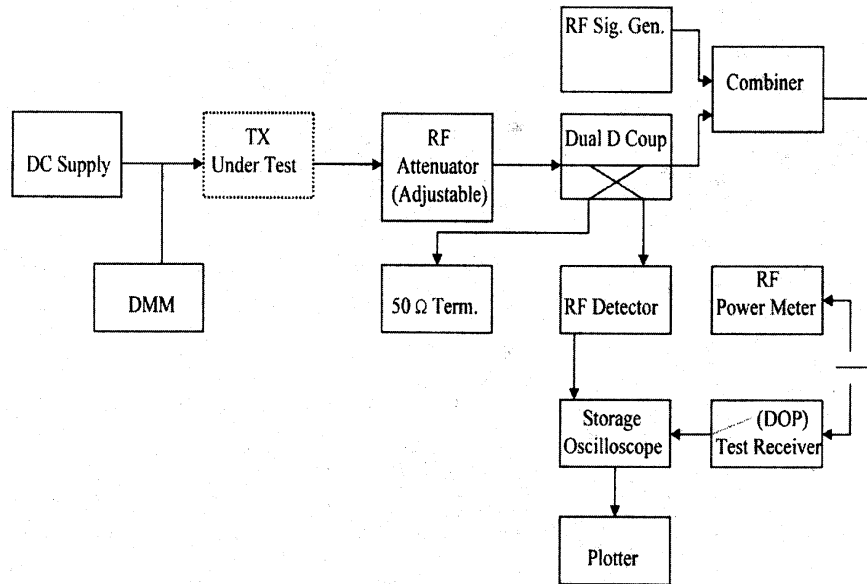 RF Sig. Gen.
Combiner
DC Supply
TX
Under Test
RF
Attenuator
(Adjustable)
Dual D Coup
DMM
50 Ω Term.
RF Detector
RF
Power Meter
Storage
Oscilloscope
(DOP)
Test Receiver
Plotter